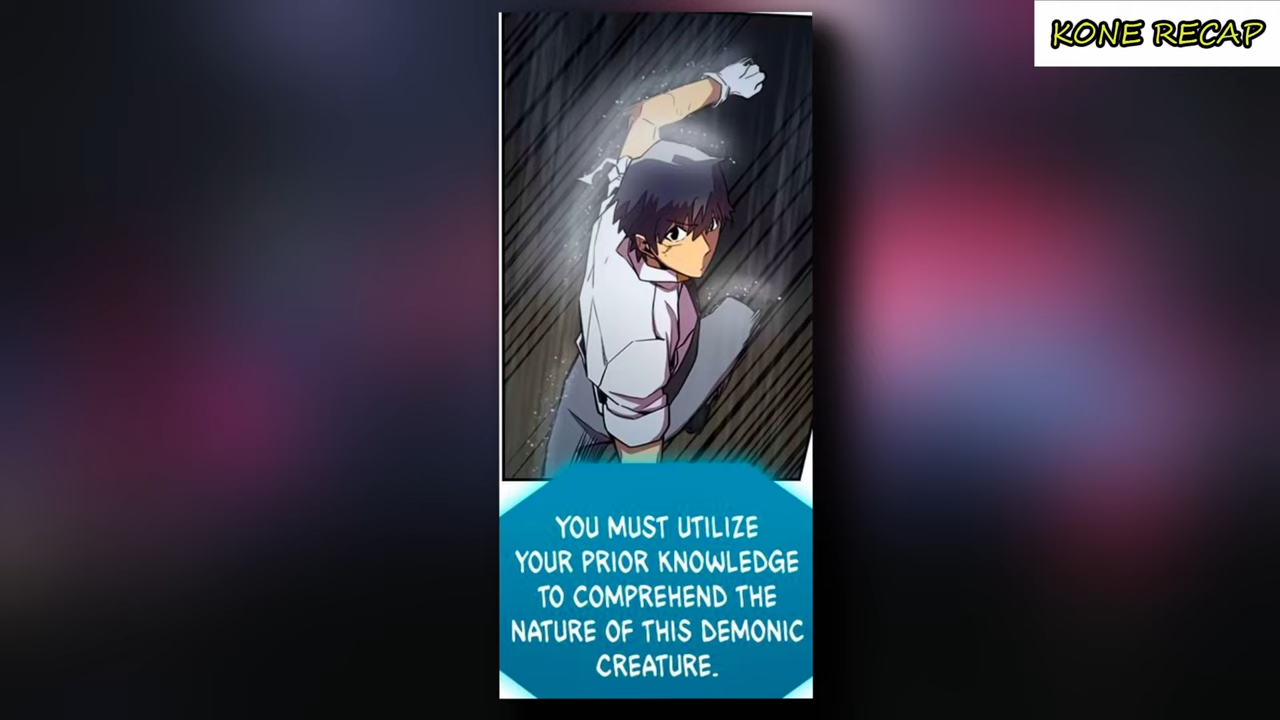 KONE RECAP
YOU MUST UTILIZE
YOUR PRIOR KNOWLEDGE
TO COMPREHEND THE
NATURE OF THIS DEMONIC
CREATURE.